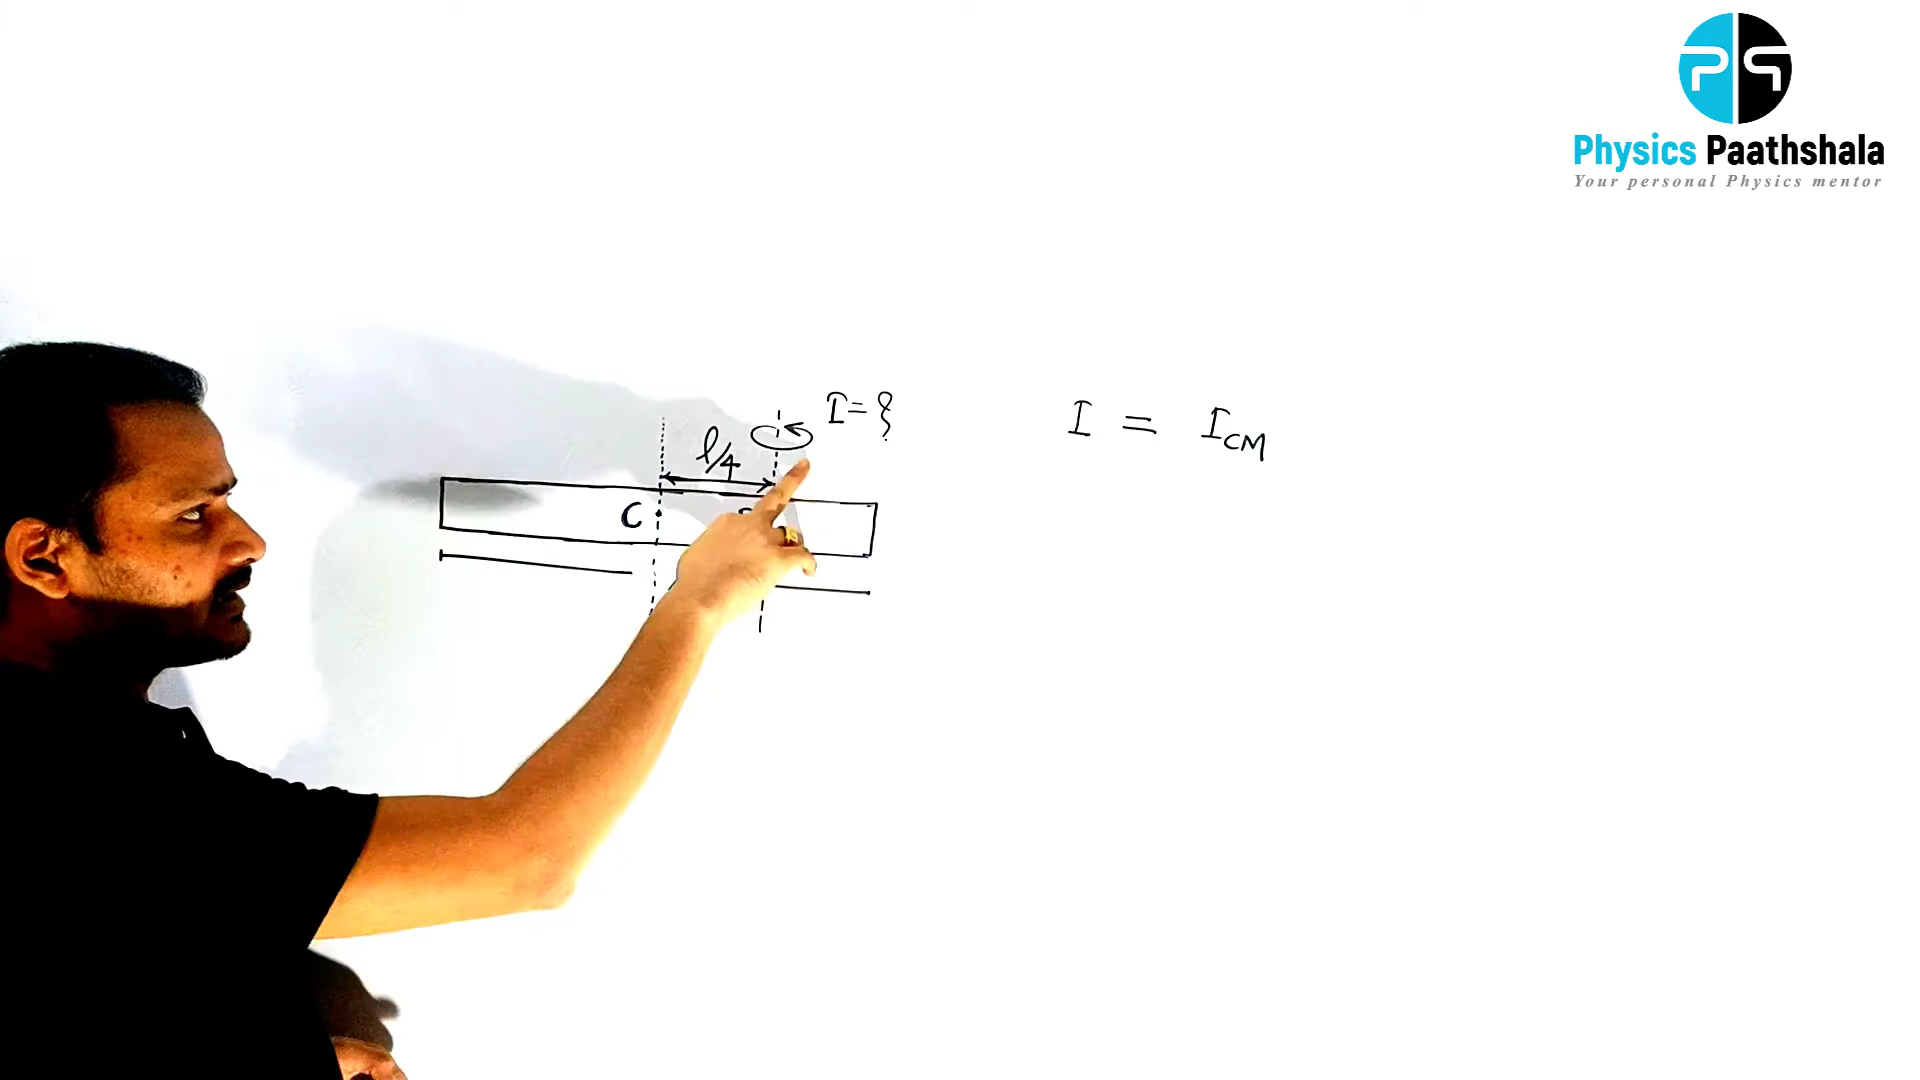 Physics Paathshala
Your personal Physics mentor
I = ?
l/4
C
I = I_CM